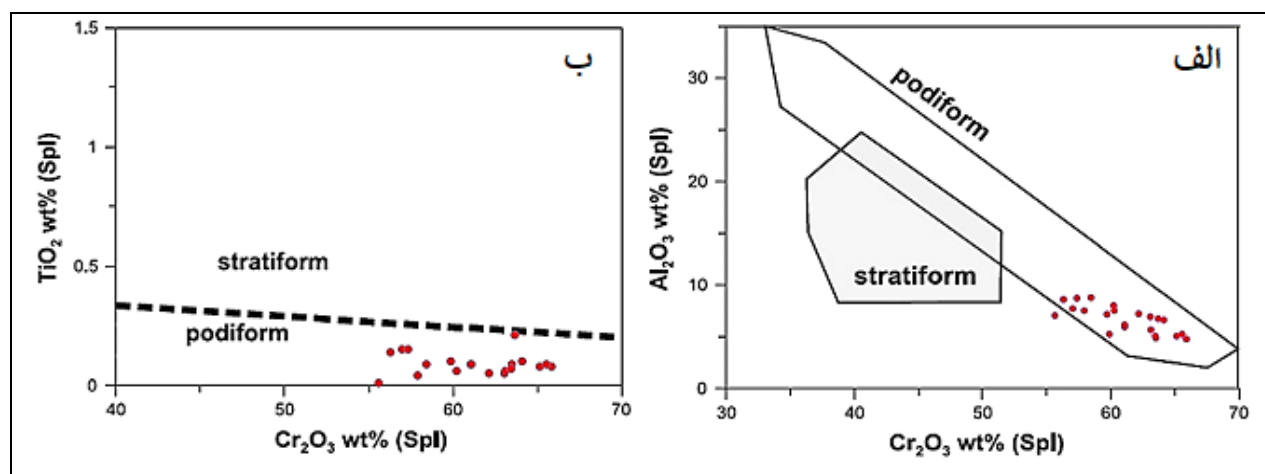 ب
1.5
1
0.5
0
TiO₂ wt% (Spl)
stratiform
podiform
40
50
60
70
Cr₂O₃ wt% (Spl)
الف
30
20
10
0
Al₂O₃ wt% (Spl)
podiform
stratiform
30
40
50
60
70
Cr₂O₃ wt% (Spl)